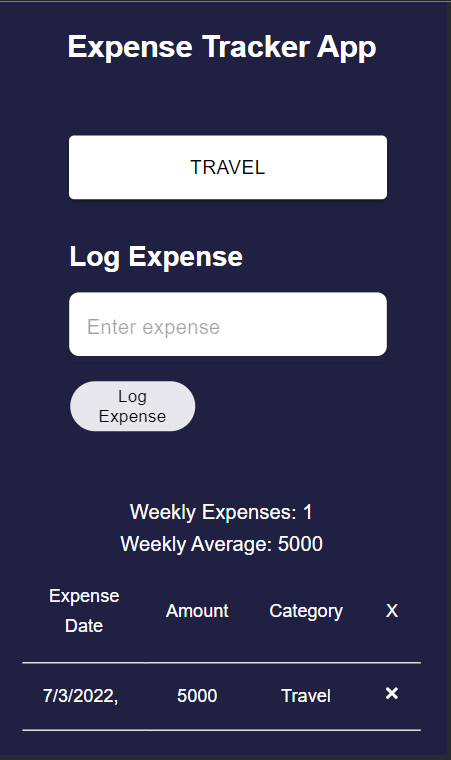 Expense Tracker App
TRAVEL
Log Expense
Enter expense
Log
Expense
Weekly Expenses: 1
Weekly Average: 5000
Expense
Date
Amount
Category
X
7/3/2022, 5000 Travel ×